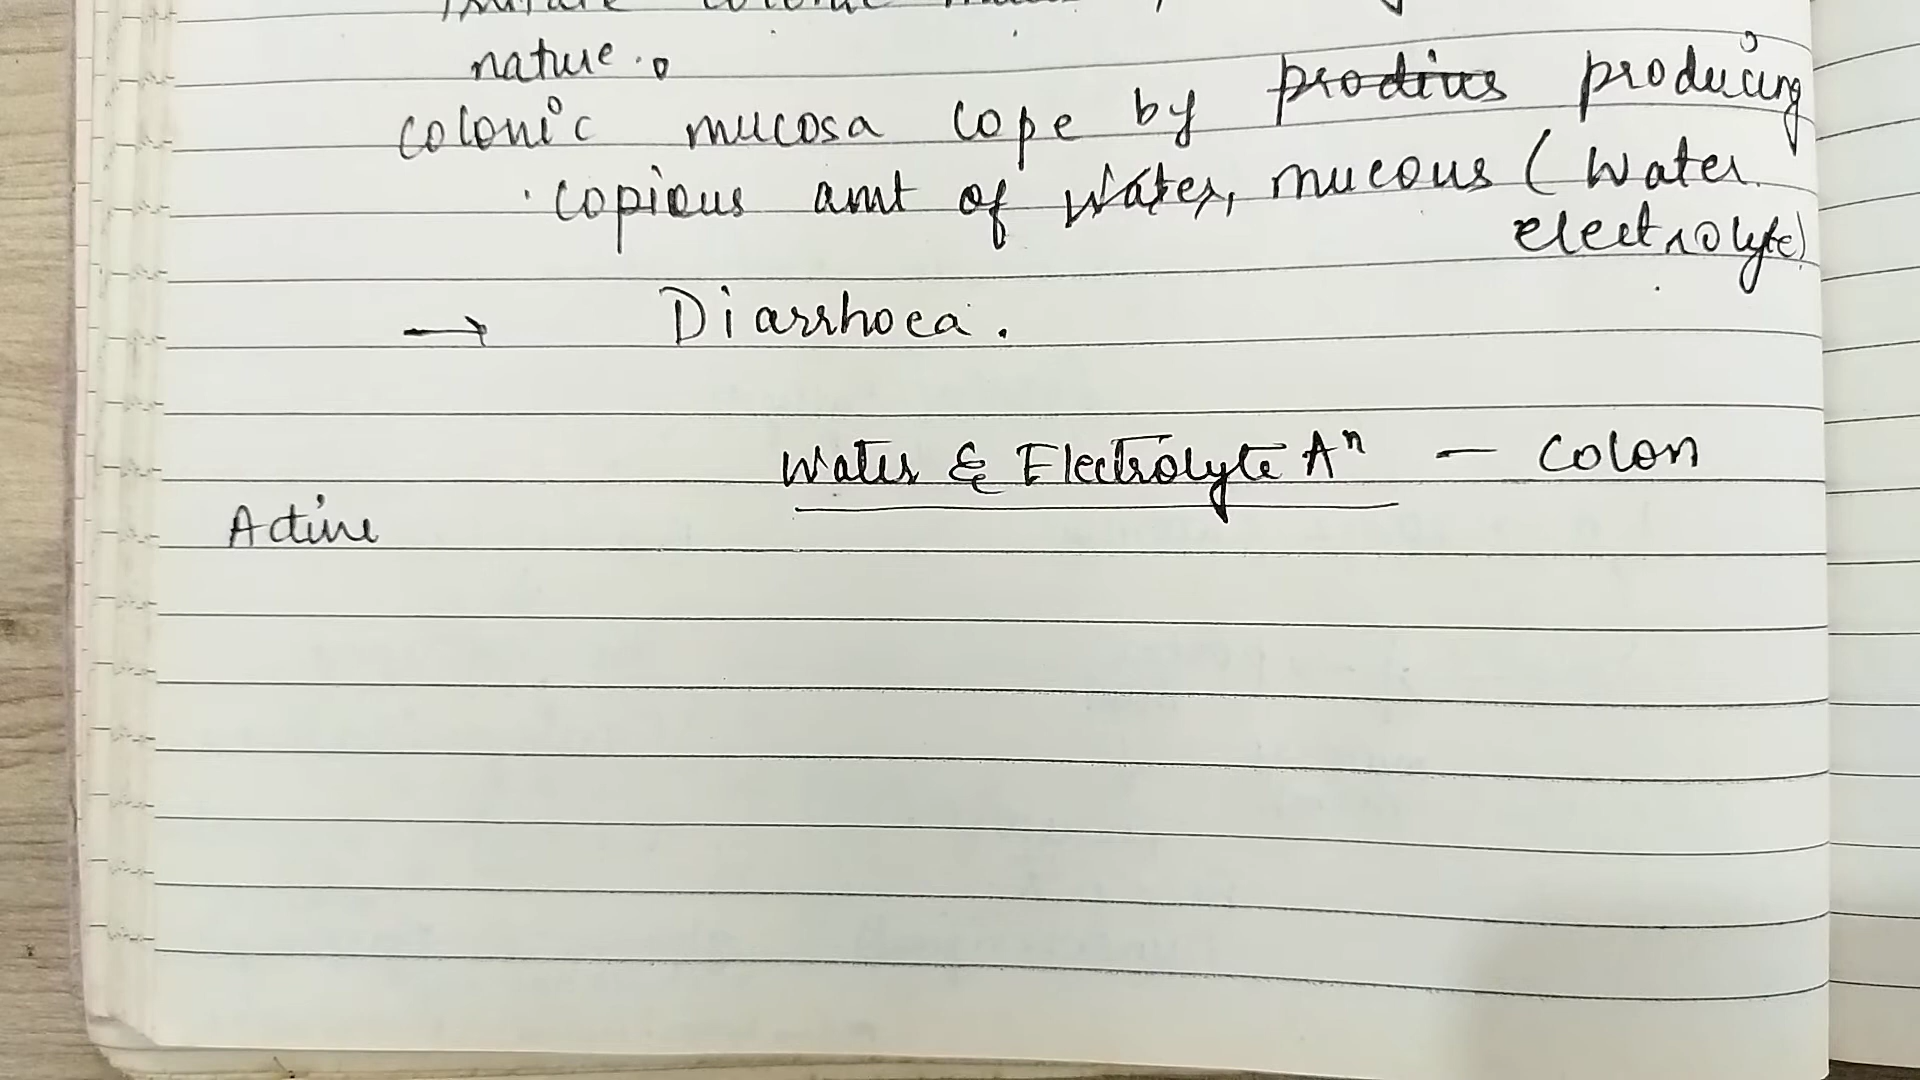 colonic
nature.
colonic mucosa cope by prodius producing
copious amt of water, mucous (water
electrolyte)
→ Diarrhoea.
Water & Electrolyte Aⁿ — Colon
Active